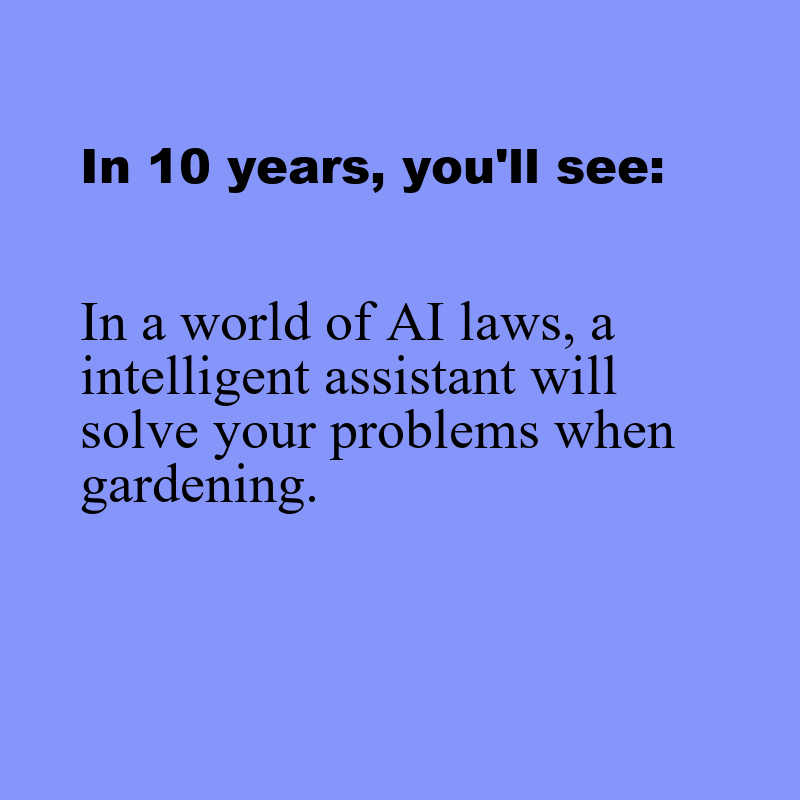 In 10 years, you'll see:
In a world of AI laws, a
intelligent assistant will
solve your problems when
gardening.